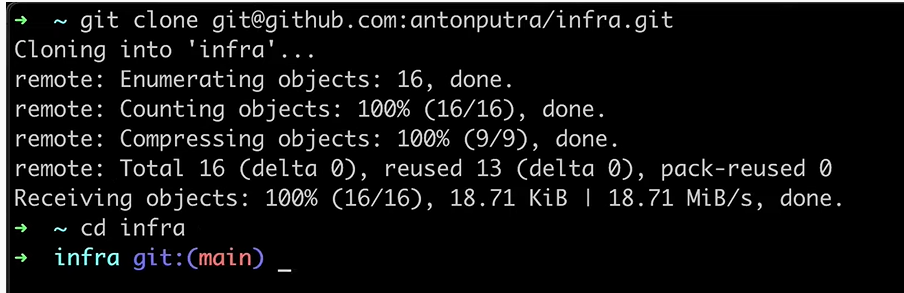 ➜  ~ git clone git@github.com:antonputra/infra.git
Cloning into 'infra'...
remote: Enumerating objects: 16, done.
remote: Counting objects: 100% (16/16), done.
remote: Compressing objects: 100% (9/9), done.
remote: Total 16 (delta 0), reused 13 (delta 0), pack-reused 0
Receiving objects: 100% (16/16), 18.71 KiB | 18.71 MiB/s, done.
➜  ~ cd infra
➜  infra git:(main) _